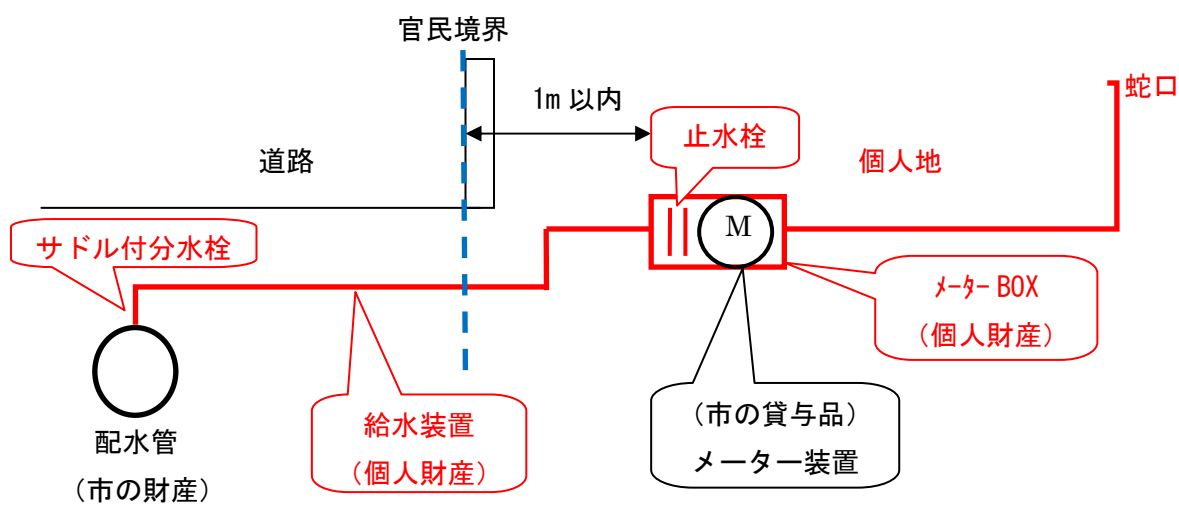 官民境界
1m 以内
蛇口
止水栓
道路
個人地
サドル付分水栓
M
ﾒｰﾀｰ BOX
（個人財産）
給水装置
（個人財産）
（市の貸与品）
メーター装置
配水管
（市の財産）